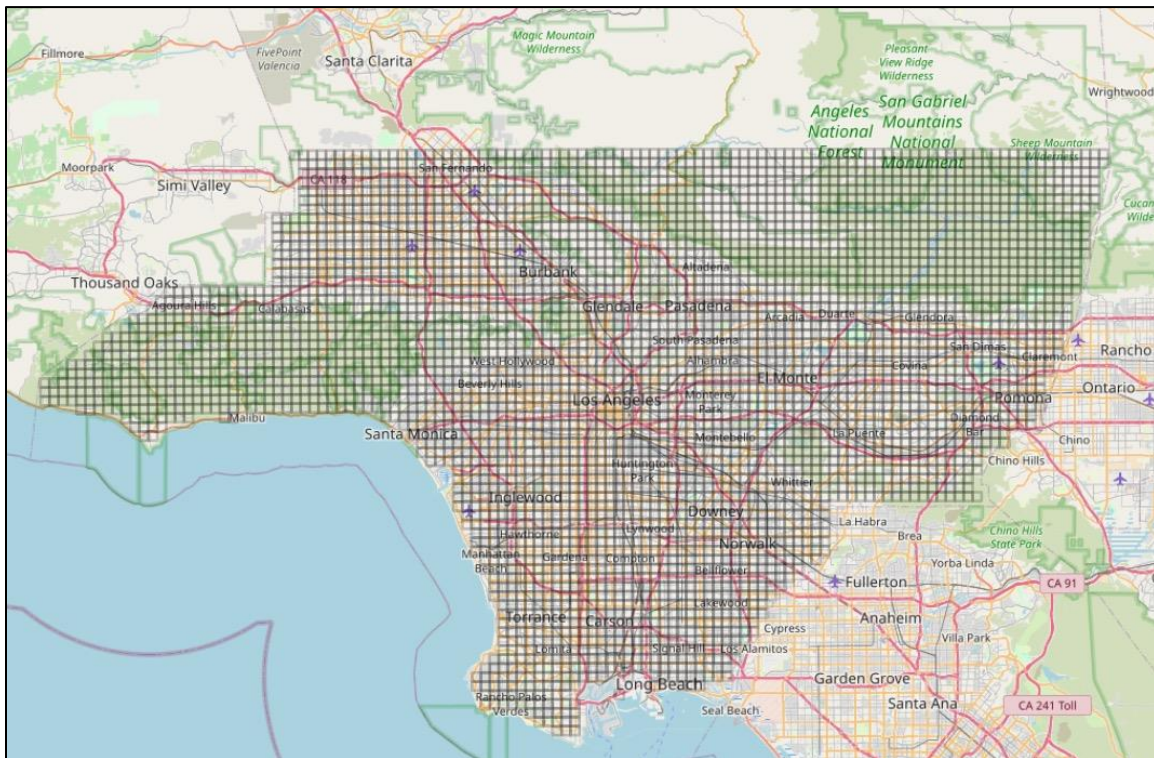 Fillmore
FivePoint
Valencia
Santa Clarita
Magic Mountain
Wilderness
Pleasant
View Ridge
Wilderness
Wrightwood
Angeles
National
Forest
San Gabriel
Mountains
National
Monument
Sheep Mountain
Wilderness
Moorpark
Simi Valley
CA 118
San Fernando
Thousand Oaks
Agoura Hills
Calabasas
Burbank
Altadena
Glendale
Pasadena
Arcadia
Duarte
Glendora
South Pasadena
San Dimas
Claremont
Rancho
West Hollywood
Alhambra
Covina
Beverly Hills
El Monte
Ontario
Los Angeles
Monterey
Park
Pomona
Malibu
Santa Monica
Montebello
La Puente
Diamond
Bar
Chino
Chino Hills
Huntington
Park
Whittier
Inglewood
Downey
La Habra
Brea
Chino Hills
State Park
Hawthorne
Lynwood
Norwalk
Manhattan
Beach
Gardena
Compton
Bellflower
Yorba Linda
Fullerton
CA 91
Lakewood
Torrance
Carson
Cypress
Anaheim
Villa Park
Lomita
Signal Hill
Los Alamitos
Rancho Palos
Verdes
Long Beach
Garden Grove
Seal Beach
Santa Ana
CA 241 Toll